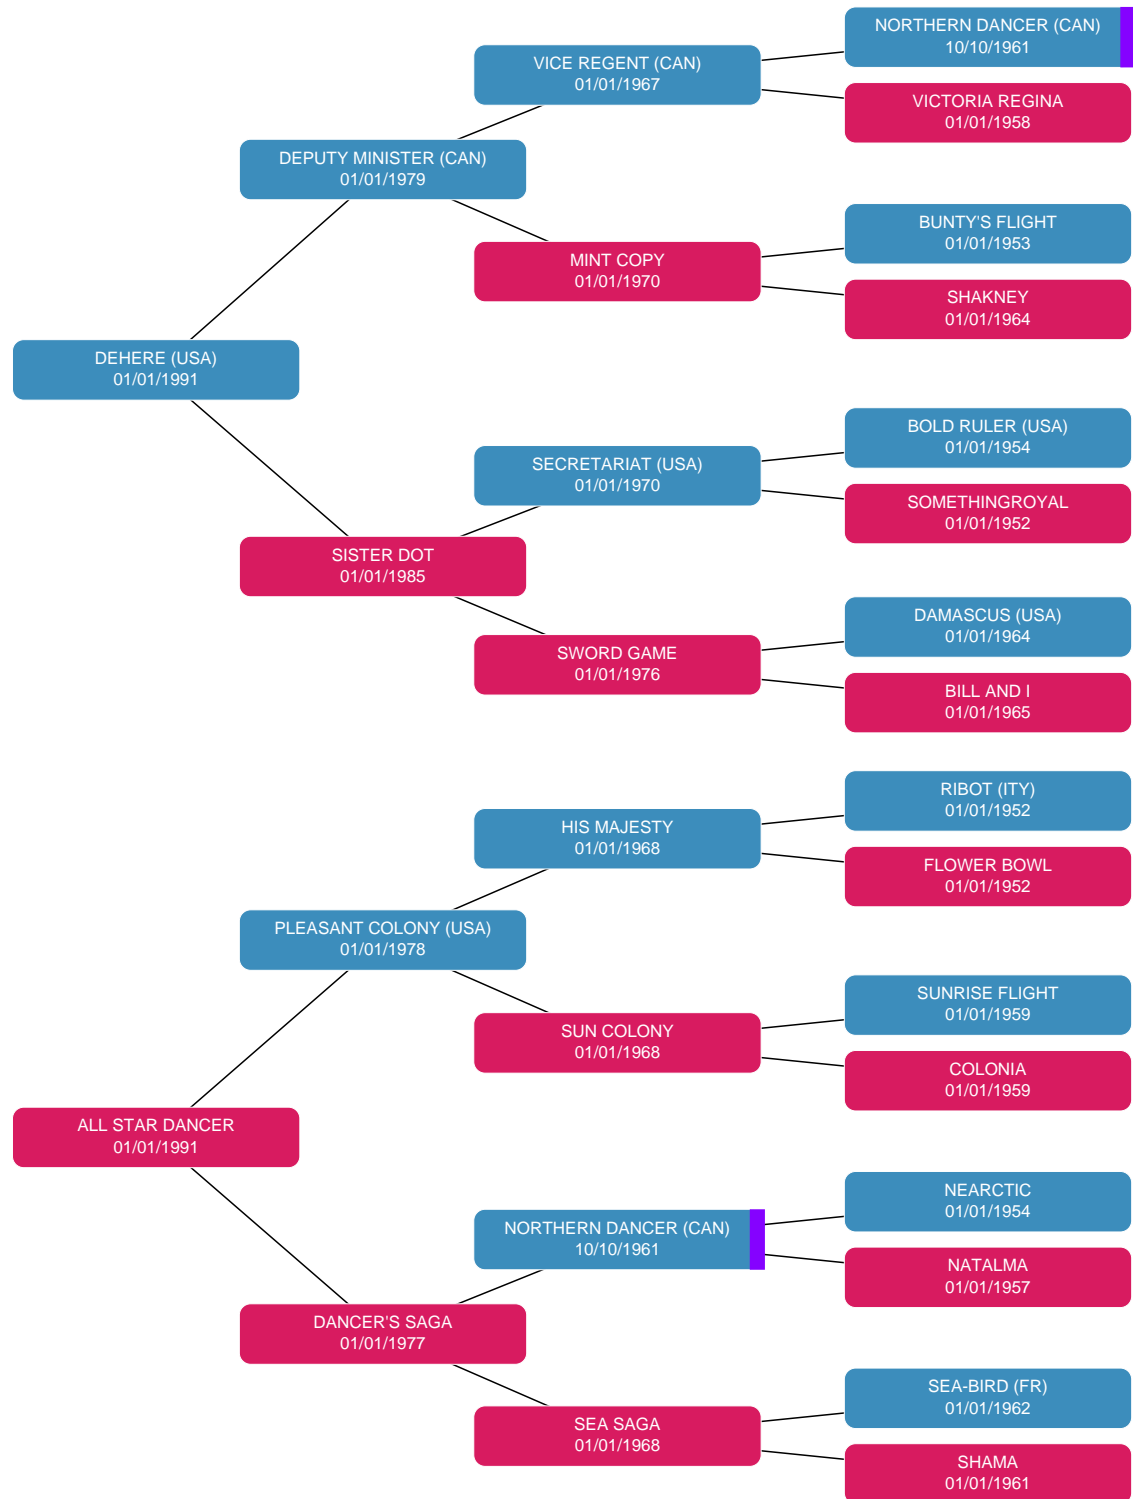 NORTHERN DANCER (CAN)
10/10/1961
VICE REGENT (CAN)
01/01/1967
VICTORIA REGINA
01/01/1958
DEPUTY MINISTER (CAN)
01/01/1979
BUNTY'S FLIGHT
01/01/1953
MINT COPY
01/01/1970
SHAKNEY
01/01/1964
DEHERE (USA)
01/01/1991
BOLD RULER (USA)
01/01/1954
SECRETARIAT (USA)
01/01/1970
SOMETHINGROYAL
01/01/1952
SISTER DOT
01/01/1985
DAMASCUS (USA)
01/01/1964
SWORD GAME
01/01/1976
BILL AND I
01/01/1965
RIBOT (ITY)
01/01/1952
HIS MAJESTY
01/01/1968
FLOWER BOWL
01/01/1952
PLEASANT COLONY (USA)
01/01/1978
SUNRISE FLIGHT
01/01/1959
SUN COLONY
01/01/1968
COLONIA
01/01/1959
ALL STAR DANCER
01/01/1991
NEARCTIC
01/01/1954
NORTHERN DANCER (CAN)
10/10/1961
NATALMA
01/01/1957
DANCER'S SAGA
01/01/1977
SEA-BIRD (FR)
01/01/1962
SEA SAGA
01/01/1968
SHAMA
01/01/1961